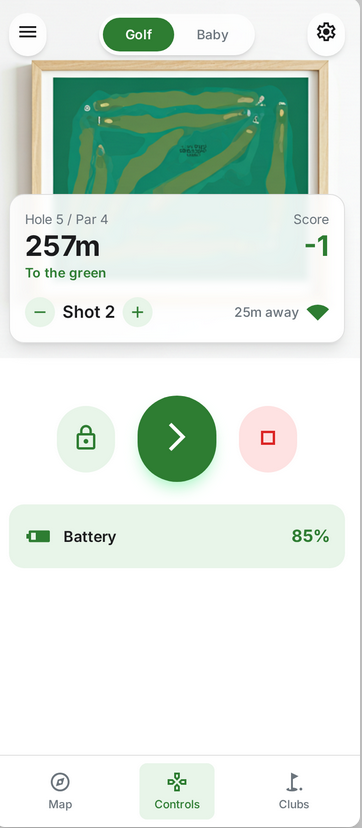 Golf
Baby
Hole 5 / Par 4
Score
257m
-1
To the green
− Shot 2 +
25m away
Battery
85%
Map
Controls
Clubs